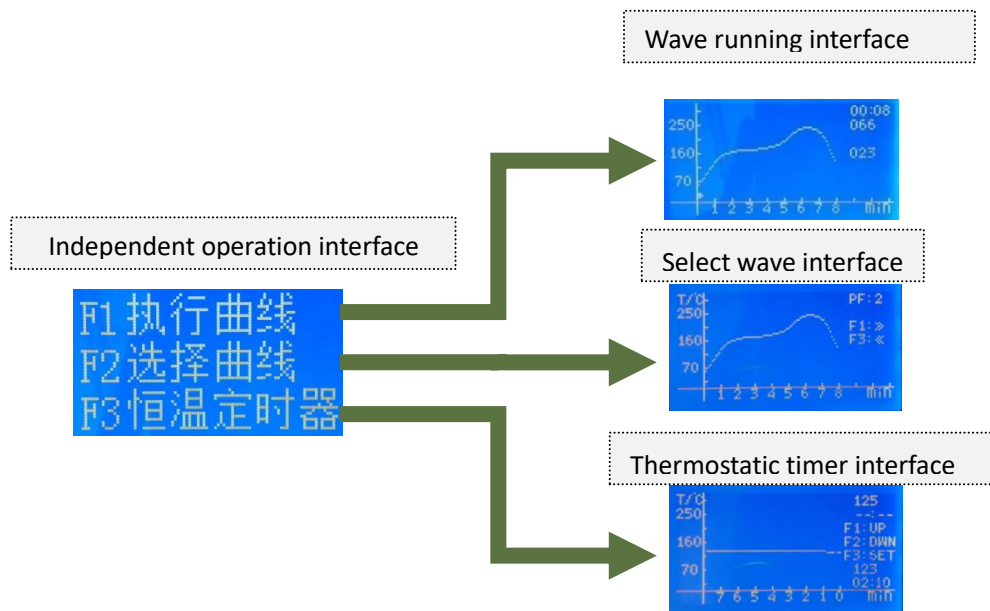 Wave running interface
00:08
250
066
160
023
70
1 2 3 4 5 6 7 8 min
Independent operation interface
F1执行曲线
F2选择曲线
F3恒温定时器
Select wave interface
T/℃
PF:2
250
F1:»
160
F3:«
70
1 2 3 4 5 6 7 8 min
Thermostatic timer interface
T/℃
125
250
--:--
F1:UP
160
F2:DWN
F3:SET
70
123
02:10
7 6 5 4 3 2 1 0 min